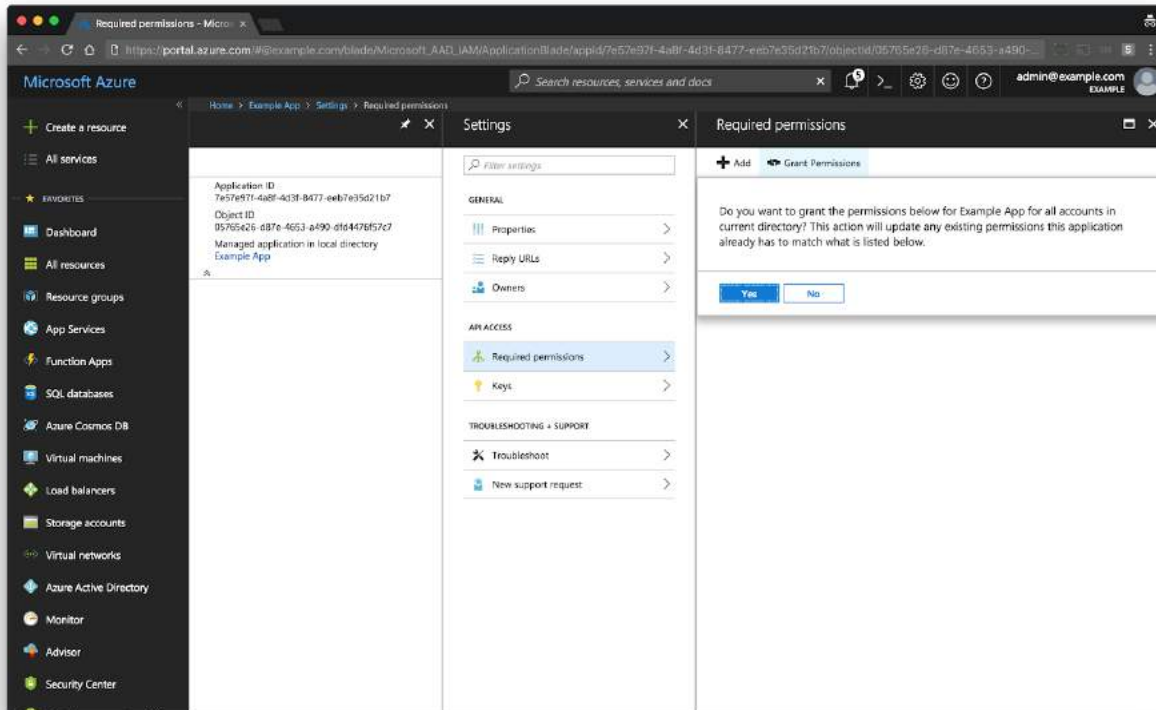 Required permissions - Micro
https://portal.azure.com/#@example.com/blade/Microsoft_AAD_IAM/ApplicationBlade/appId/7e57e97f-4a8f-4d3f-8477-eeb7e35d21b7/objectId/05765e26-d87e-4653-a490-...
Microsoft Azure
Search resources, services and docs
5
admin@example.com
EXAMPLE
Home > Example App > Settings > Required permissions
Create a resource
All services
FAVORITES
Dashboard
All resources
Resource groups
App Services
Function Apps
SQL databases
Azure Cosmos DB
Virtual machines
Load balancers
Storage accounts
Virtual networks
Azure Active Directory
Monitor
Advisor
Security Center
Application ID
7e57e97f-4a8f-4d3f-8477-eeb7e35d21b7
Object ID
05765e26-d87e-4653-a490-dfd4476f57c7
Managed application in local directory
Example App
Settings
Filter settings
GENERAL
Properties
Reply URLs
Owners
API ACCESS
Required permissions
Keys
TROUBLESHOOTING + SUPPORT
Troubleshoot
New support request
Required permissions
Add
Grant Permissions
Do you want to grant the permissions below for Example App for all accounts in
current directory? This action will update any existing permissions this application
already has to match what is listed below.
Yes
No